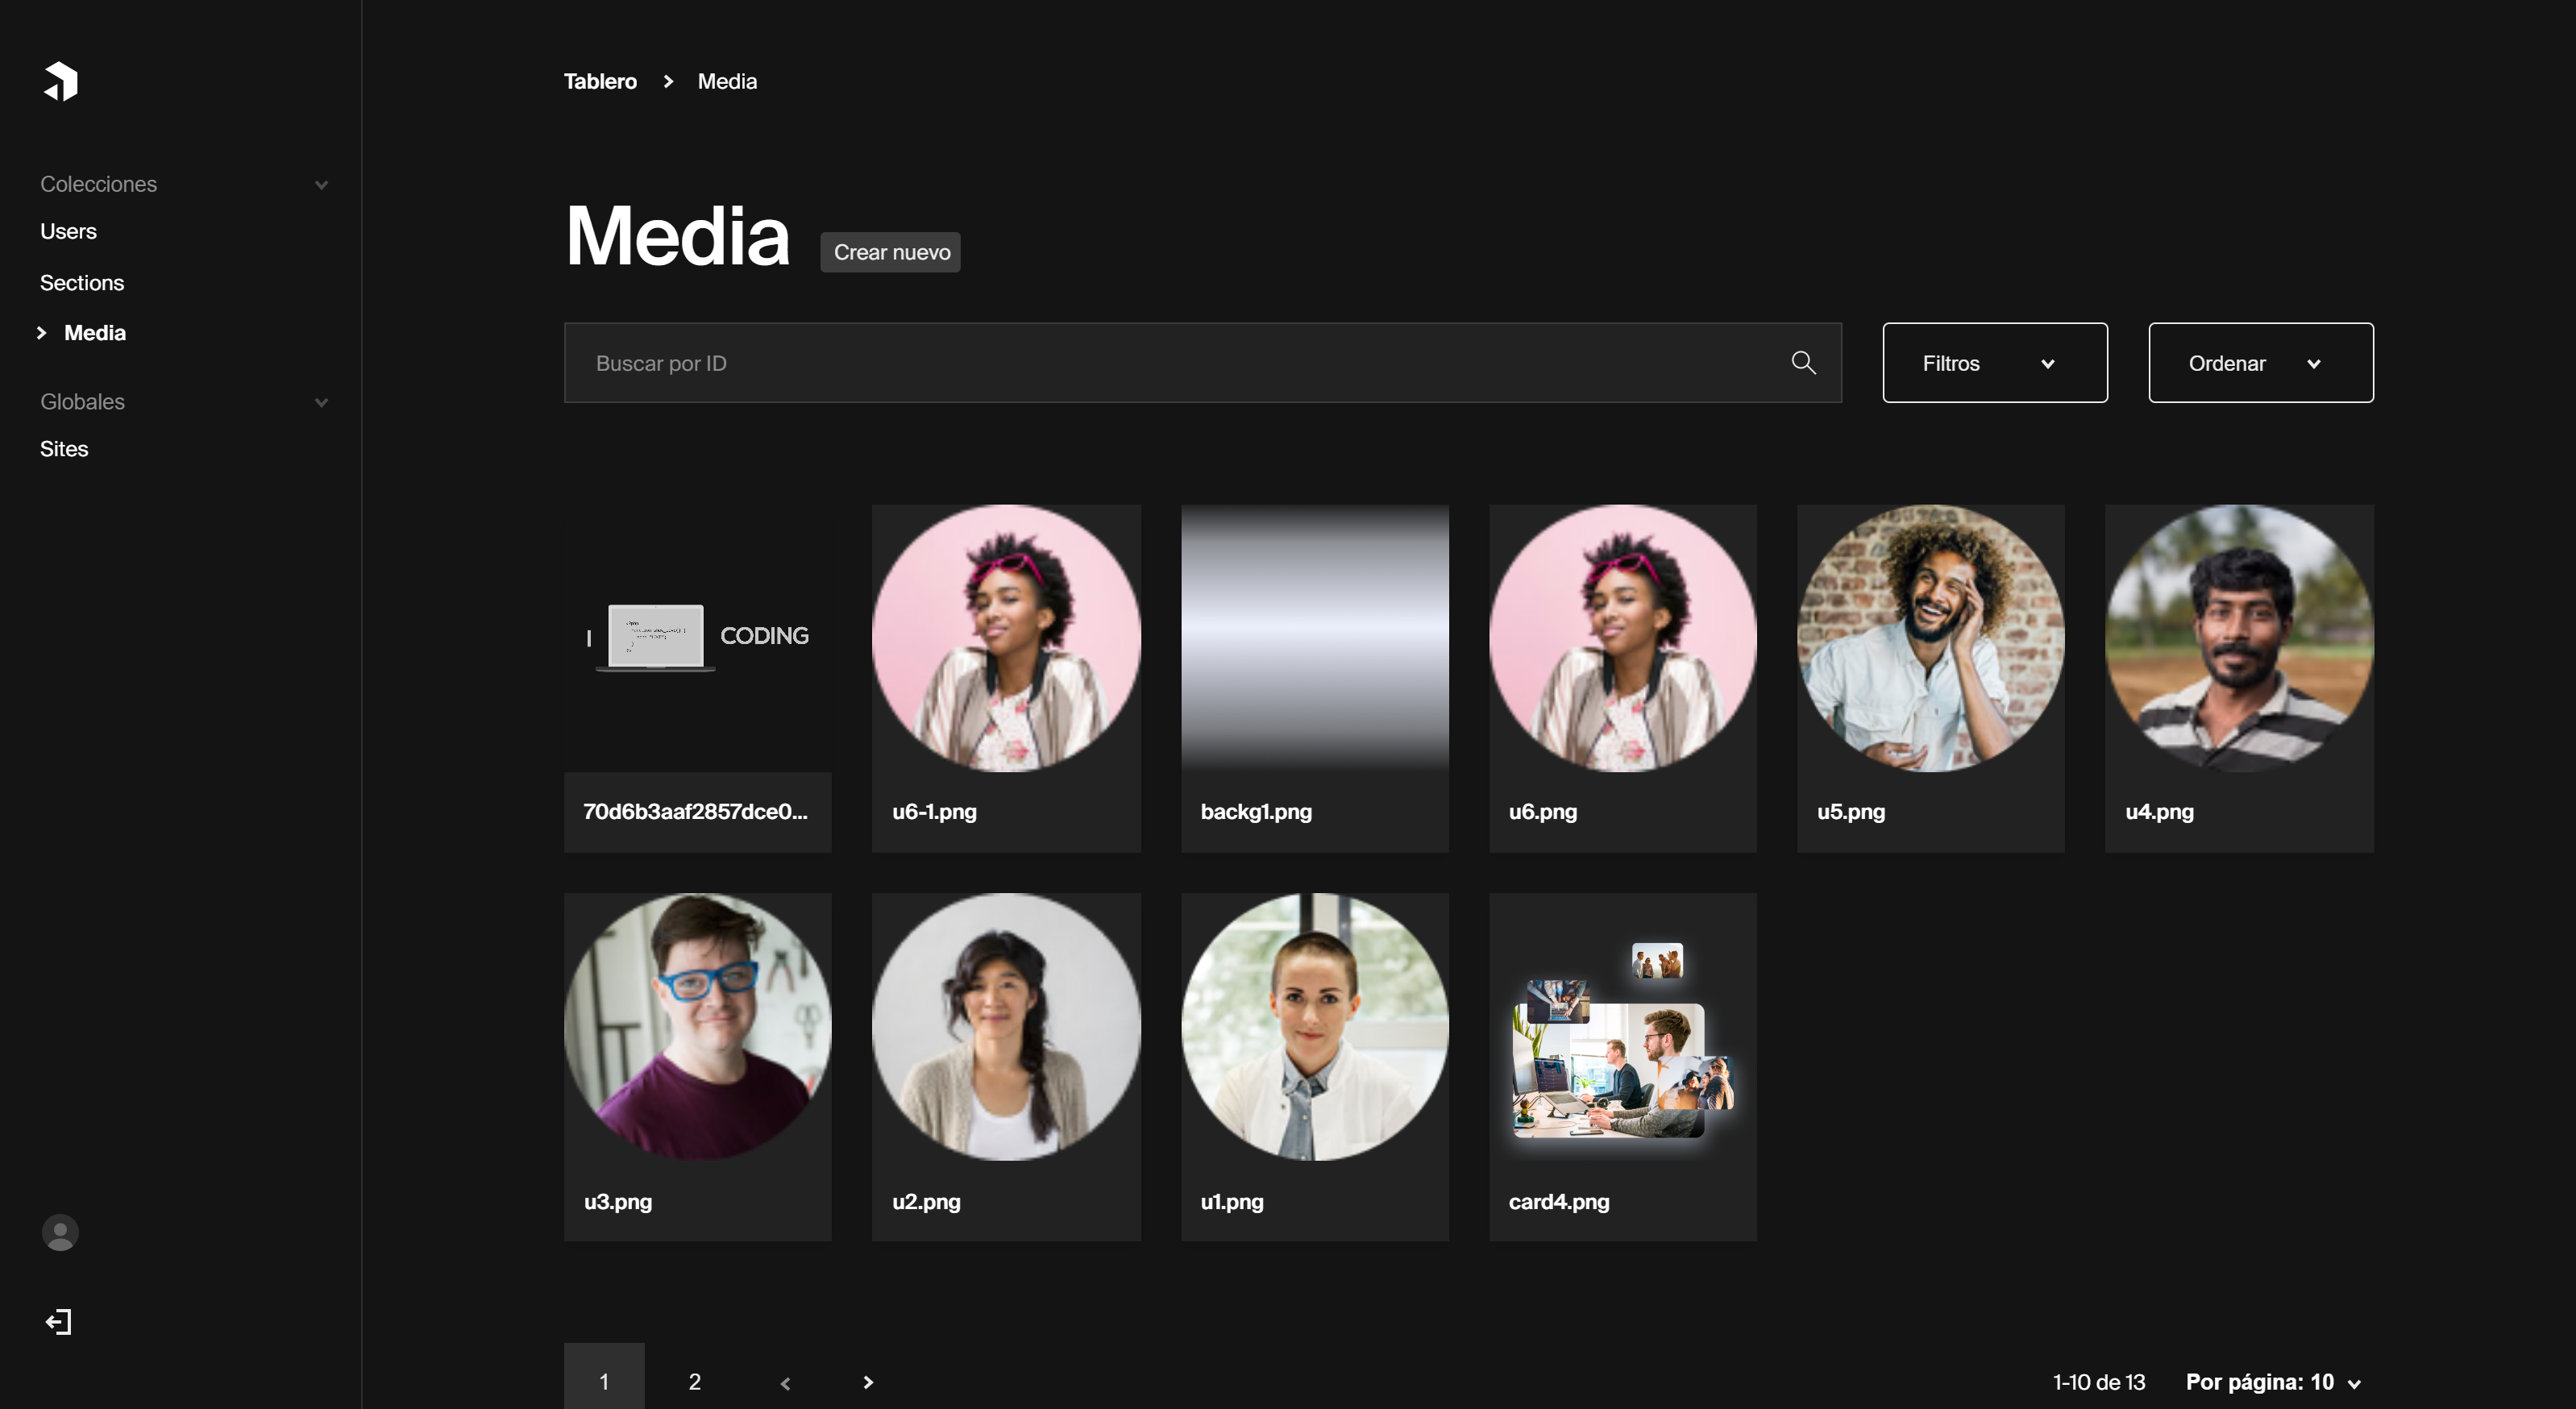 Tablero > Media
Colecciones
Users
Sections
Media
Globales
Sites
Media
Crear nuevo
Buscar por ID
Filtros
Ordenar
CODING
70d6b3aaf2857dce0...
u6-1.png
backg1.png
u6.png
u5.png
u4.png
u3.png
u2.png
u1.png
card4.png
1 2 < >
1-10 de 13
Por página: 10